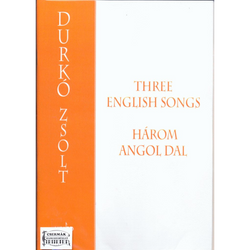 DURKÓ ZSOLT
THREE
ENGLISH SONGS
HÁROM
ANGOL DAL